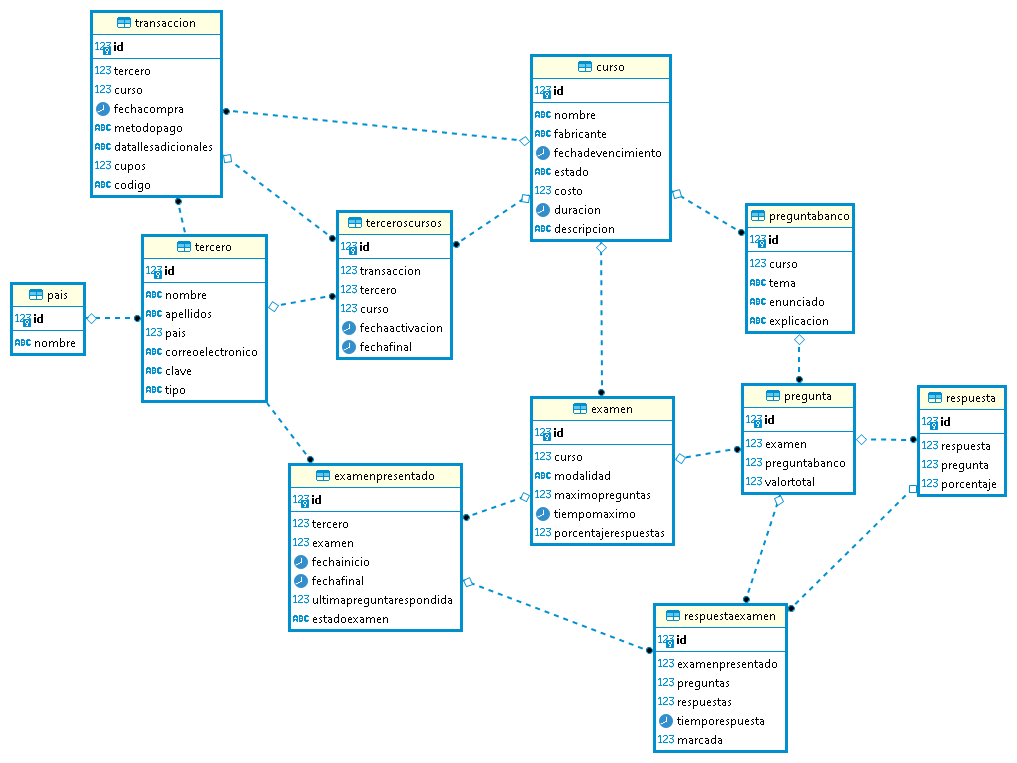 transaccion
123 id
123 tercero
123 curso
fechacompra
ABC metodopago
ABC datallesadicionales
123 cupos
ABC codigo
curso
123 id
ABC nombre
ABC fabricante
fechadevencimiento
ABC estado
123 costo
duracion
ABC descripcion
terceroscursos
123 id
123 transaccion
123 tercero
123 curso
fechaactivacion
fechafinal
preguntabanco
123 id
123 curso
ABC tema
ABC enunciado
ABC explicacion
tercero
123 id
ABC nombre
ABC apellidos
123 pais
ABC correoelectronico
ABC clave
ABC tipo
pais
123 id
ABC nombre
examen
123 id
123 curso
ABC modalidad
123 maximopreguntas
tiempomaximo
123 porcentajerespuestas
pregunta
123 id
123 examen
123 preguntabanco
123 valortotal
respuesta
123 id
123 respuesta
123 pregunta
123 porcentaje
examenpresentado
123 id
123 tercero
123 examen
fechainicio
fechafinal
123 ultimapreguntarespondida
ABC estadoexamen
respuestaexamen
123 id
123 examenpresentado
123 preguntas
123 respuestas
tiemporespuesta
123 marcada